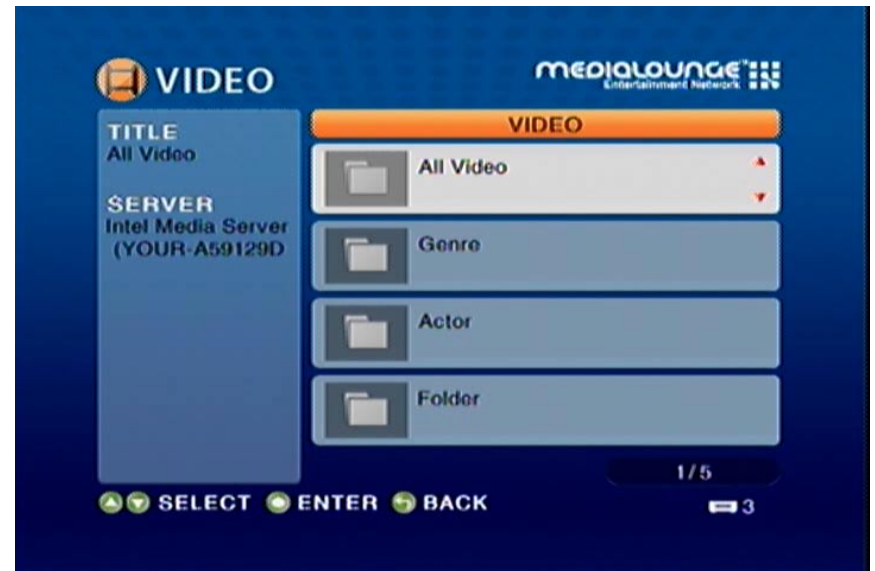 VIDEO
MEDIALOUNGE™
Entertainment Network
TITLE
All Video
SERVER
Intel Media Server
(YOUR-A59129D
VIDEO
All Video
Genre
Actor
Folder
1/5
SELECT ENTER BACK
3